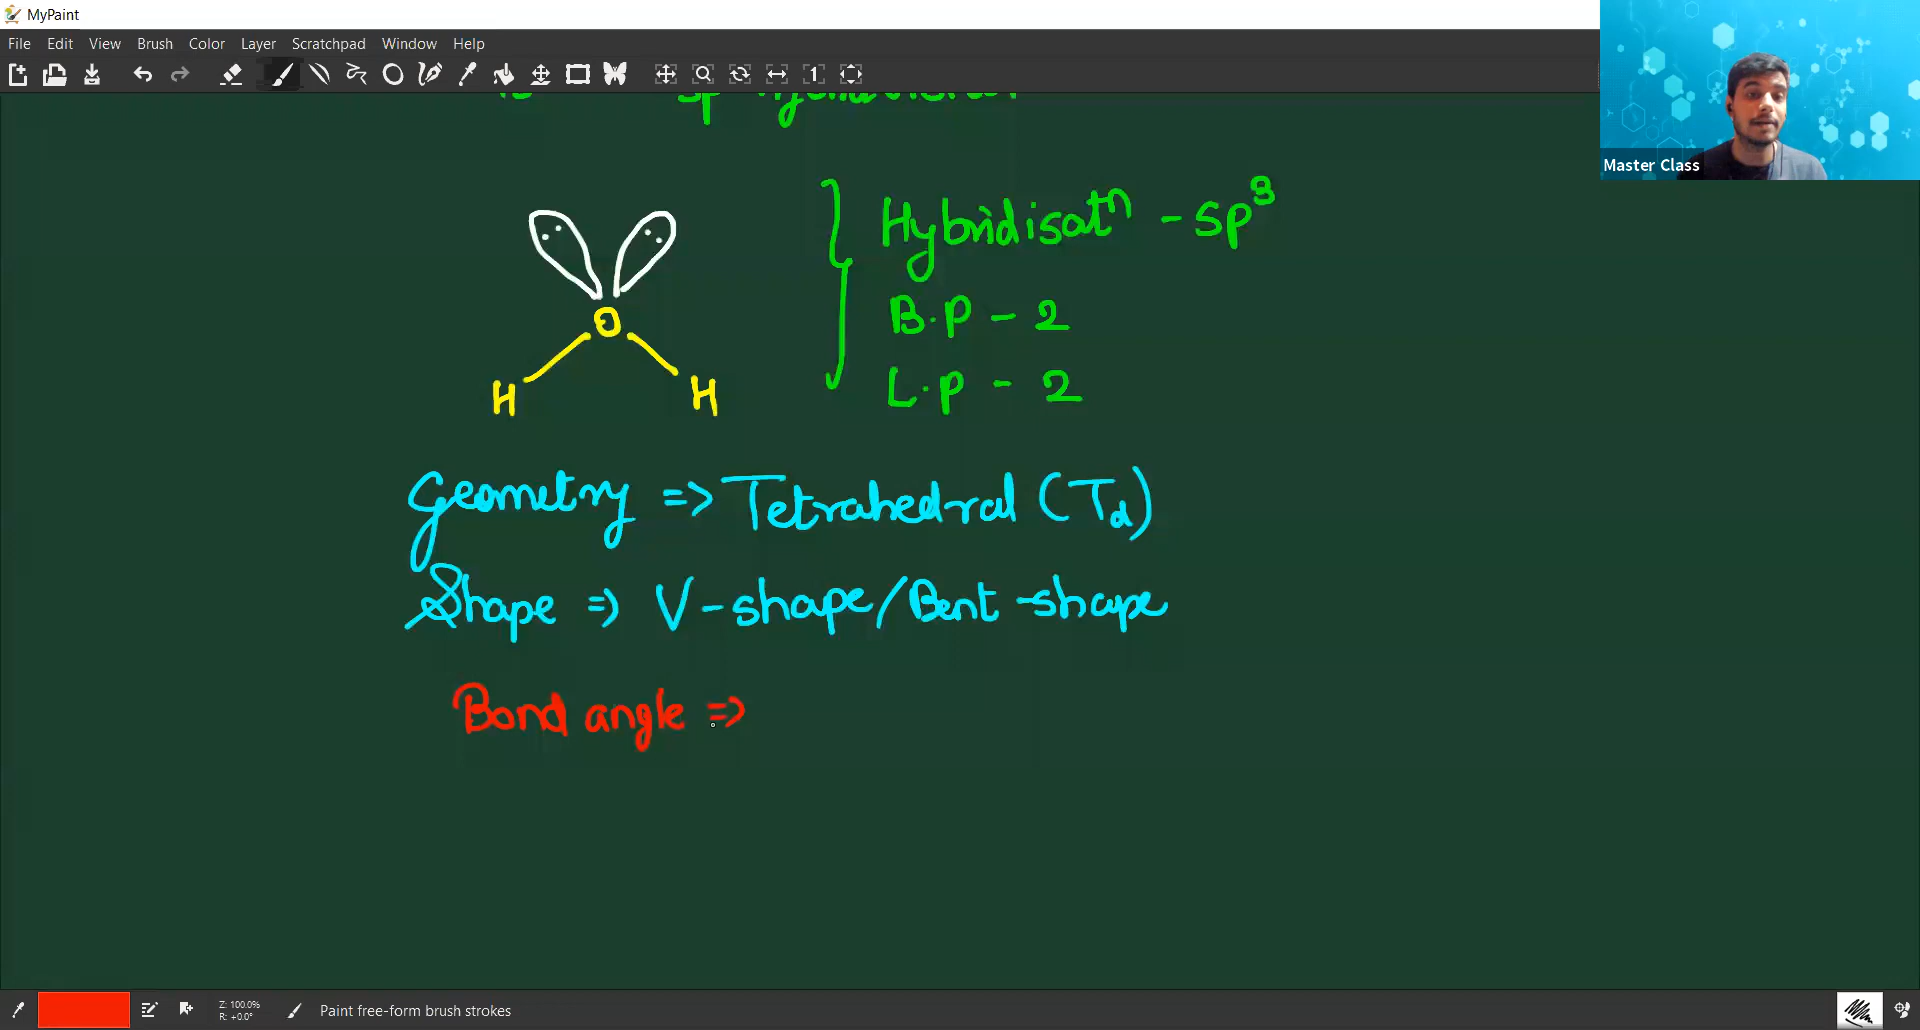 MyPaint
File Edit View Brush Color Layer Scratchpad Window Help
1
Master Class
Hybridisatⁿ - sp³
B.P - 2
L.P - 2
O
H H
Geometry => Tetrahedral (Td)
Shape => V-shape/Bent-shape
Bond angle =>
Z: 100.0%
R: +0.0°
Paint free-form brush strokes